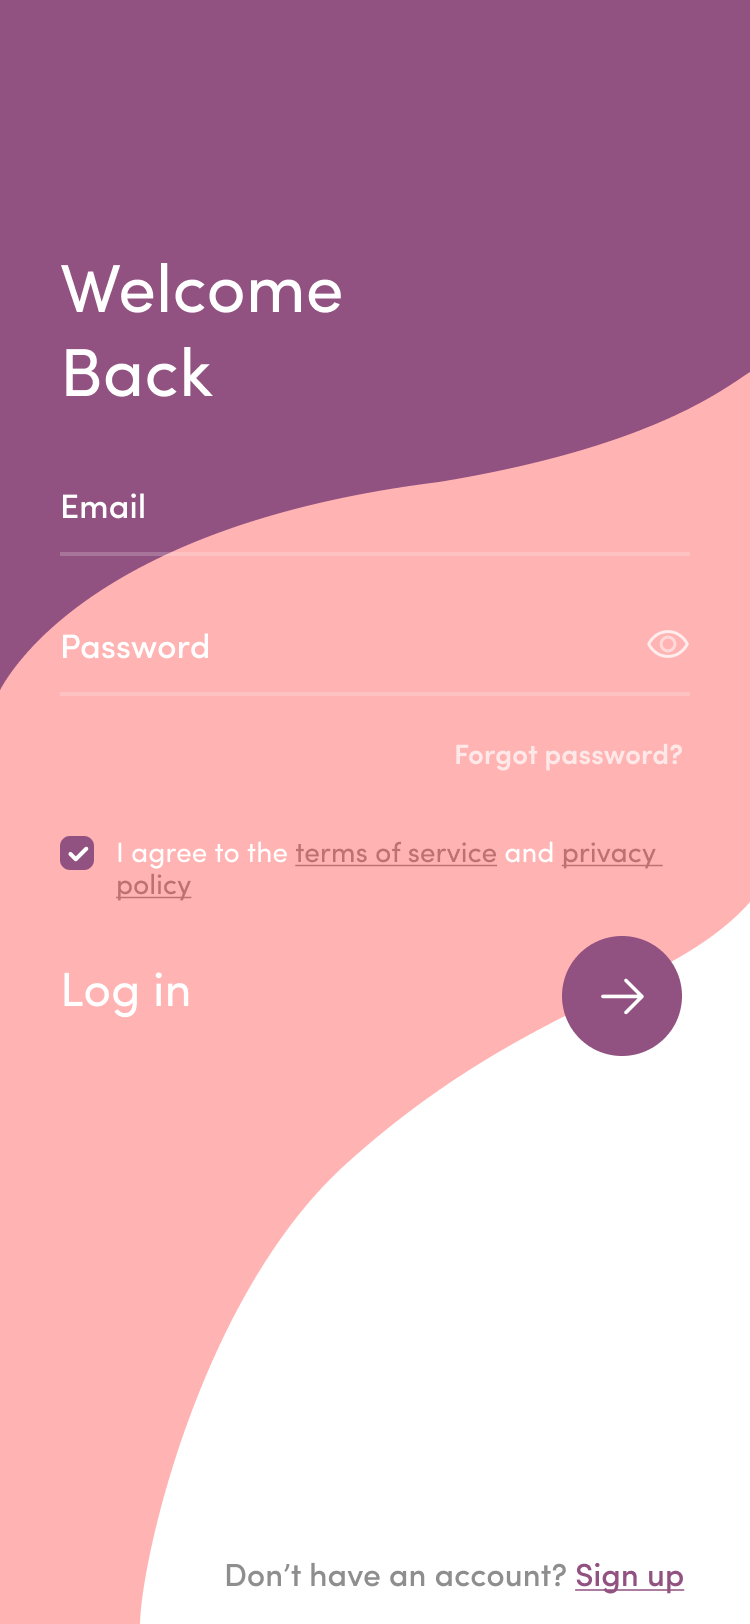 Welcome
Back
Email
Password
Forgot password?
I agree to the terms of service and privacy
policy
Log in
Don’t have an account? Sign up